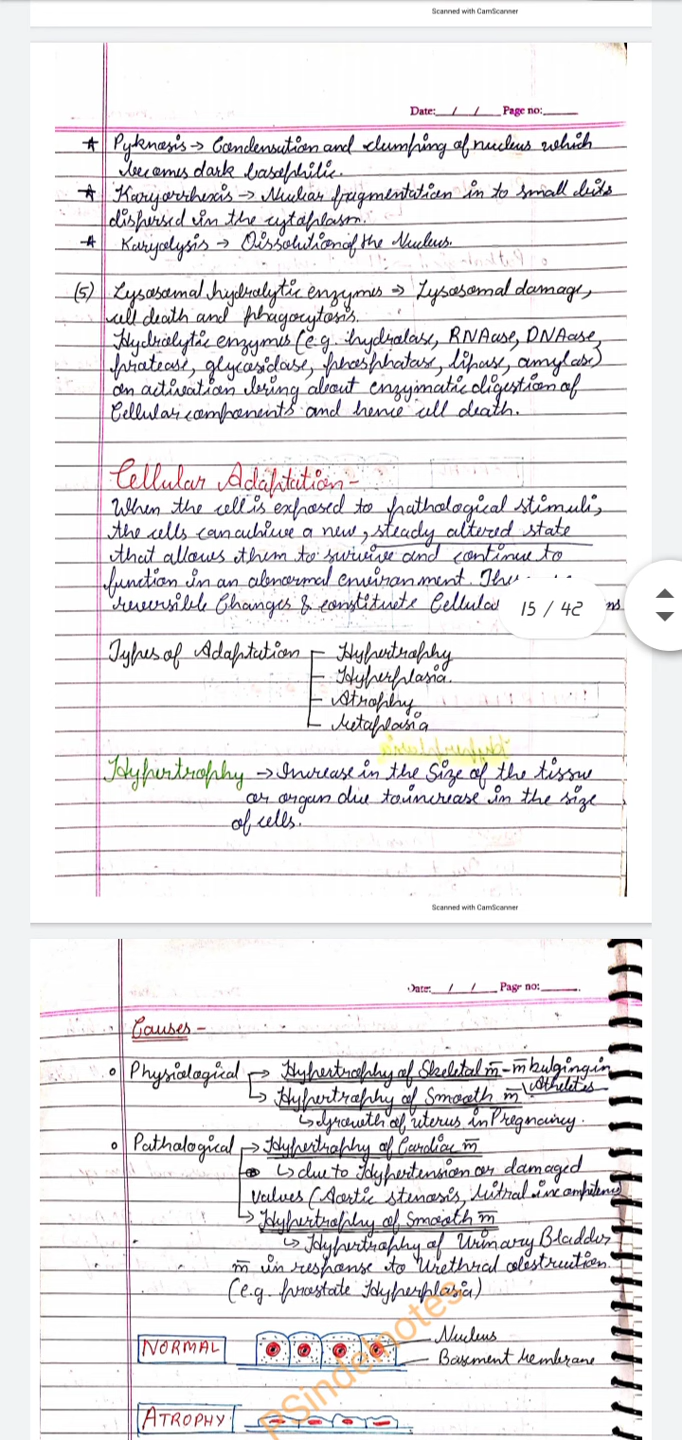 Scanned with CamScanner
Date: / / Page no:
★ Pyknosis → Condensation and clumping of nucleus which
becomes dark basophilic.
★ Karyorrhexis → Nuclear fragmentation in to small bits
dispersed in the cytoplasm.
★ Karyolysis → Dissolution of the Nucleus.
(5) Lysosomal hydrolytic enzymes → Lysosomal damage,
cell death and phagocytosis.
Hydrolytic enzymes (e.g. hydrolase, RNAase, DNAase,
protease, glycosidase, phosphatase, lipase, amylase)
on activation bring about enzymatic digestion of
Cellular components and hence cell death.
Cellular Adaptation -
When the cell is exposed to pathological stimuli,
the cells can achieve a new, steady altered state
that allows them to survive and continue to
function in an abnormal environment.
reversible Changes & constitute Cellular
15 / 42
Types of Adaptation Hypertrophy
Hyperplasia.
Atrophy
Metaplasia
Hypertrophy → Increase in the Size of the tissue
or organ due to increase in the size
of cells.
Scanned with CamScanner
Date: / / Page no:
Causes -
o Physiological → Hypertrophy of Skeletal m̅ - m̅ bulging in
Athelites
↳ Hypertrophy of Smooth m̅
↳ Growth of uterus in Pregnancy.
o Pathological → Hypertrophy of Cardiac m̅
↳ due to Hypertension or damaged
valves (Aortic stenosis, Mitral incompetence
↳ Hypertrophy of Smooth m̅
↳ Hypertrophy of Urinary Bladder
m̅ in response to Urethral obstruction.
(e.g. prostate Hyperplasia)
NORMAL Nucleus
Basement Membrane
ATROPHY
PSindclnotes